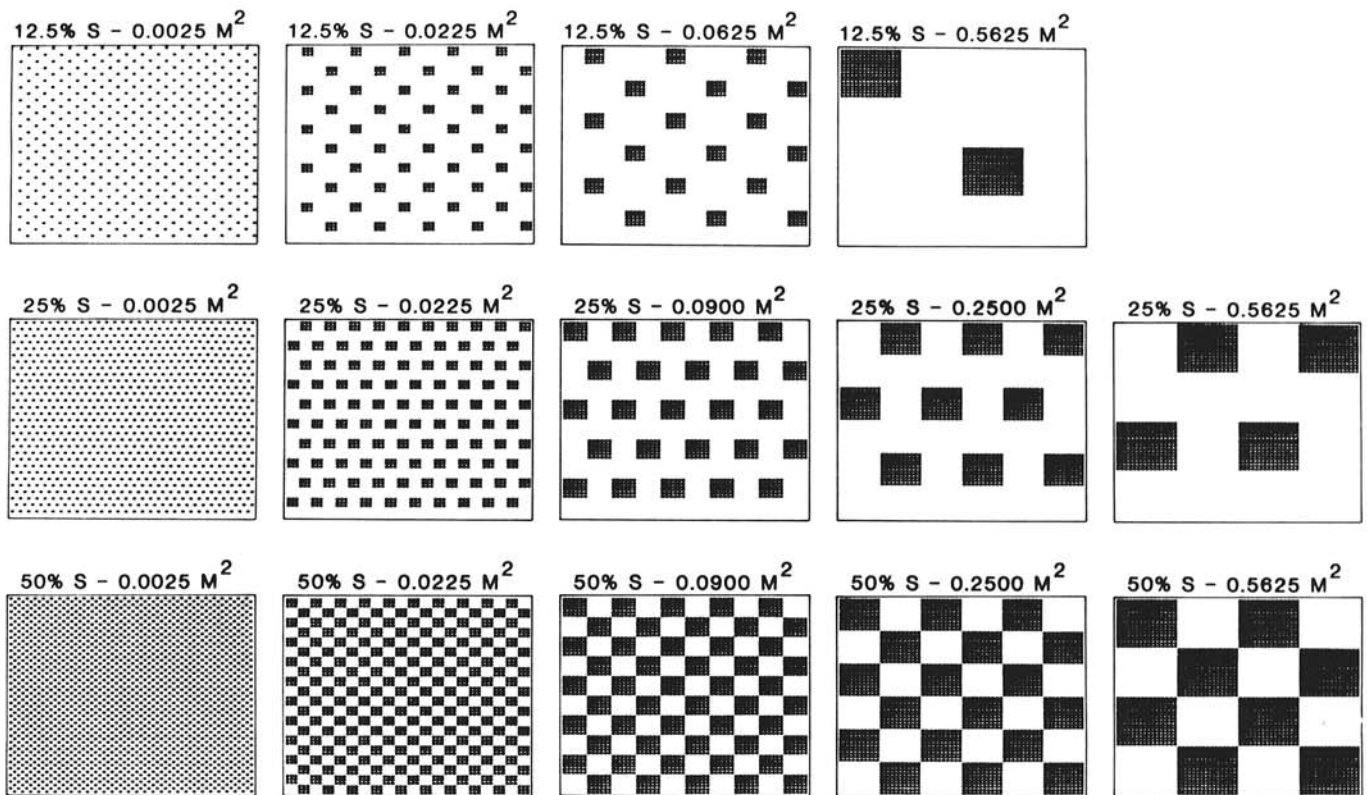 12.5% S - 0.0025 M²
12.5% S - 0.0225 M²
12.5% S - 0.0625 M²
12.5% S - 0.5625 M²
25% S - 0.0025 M²
25% S - 0.0225 M²
25% S - 0.0900 M²
25% S - 0.2500 M²
25% S - 0.5625 M²
50% S - 0.0025 M²
50% S - 0.0225 M²
50% S - 0.0900 M²
50% S - 0.2500 M²
50% S - 0.5625 M²